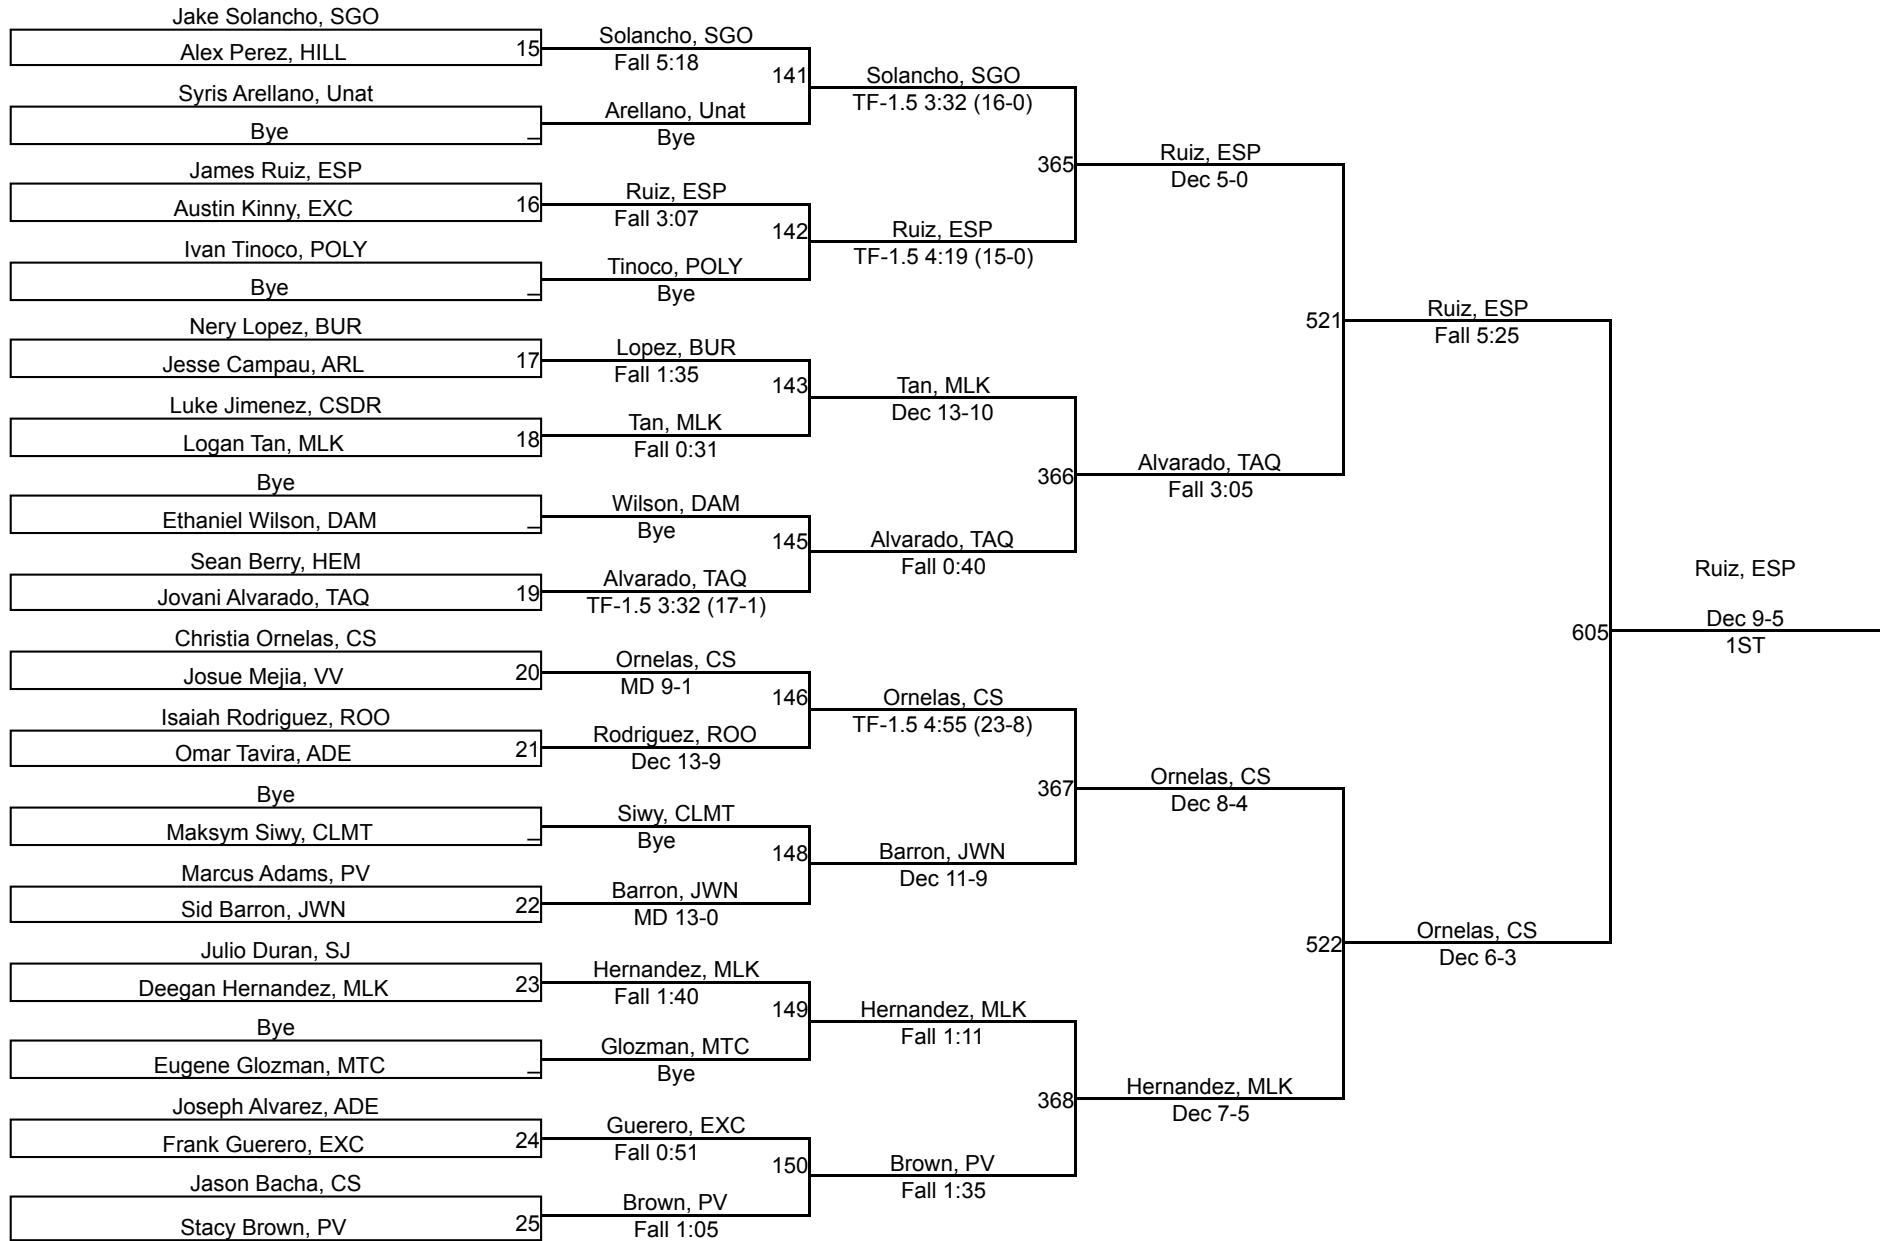 Jake Solancho, SGO
Alex Perez, HILL
15
Syris Arellano, Unat
Bye
_
James Ruiz, ESP
Austin Kinny, EXC
16
Ivan Tinoco, POLY
Bye
_
Nery Lopez, BUR
Jesse Campau, ARL
17
Luke Jimenez, CSDR
Logan Tan, MLK
18
Bye
Ethaniel Wilson, DAM
_
Sean Berry, HEM
Jovani Alvarado, TAQ
19
Christia Ornelas, CS
Josue Mejia, VV
20
Isaiah Rodriguez, ROO
Omar Tavira, ADE
21
Bye
Maksym Siwy, CLMT
_
Marcus Adams, PV
Sid Barron, JWN
22
Julio Duran, SJ
Deegan Hernandez, MLK
23
Bye
Eugene Glozman, MTC
_
Joseph Alvarez, ADE
Frank Guerero, EXC
24
Jason Bacha, CS
Stacy Brown, PV
25
Solancho, SGO
Fall 5:18
141
Arellano, Unat
Bye
Ruiz, ESP
Fall 3:07
142
Tinoco, POLY
Bye
Lopez, BUR
Fall 1:35
143
Tan, MLK
Fall 0:31
Wilson, DAM
Bye
145
Alvarado, TAQ
TF-1.5 3:32 (17-1)
Ornelas, CS
MD 9-1
146
Rodriguez, ROO
Dec 13-9
Siwy, CLMT
Bye
148
Barron, JWN
MD 13-0
Hernandez, MLK
Fall 1:40
149
Glozman, MTC
Bye
Guerero, EXC
Fall 0:51
150
Brown, PV
Fall 1:05
Solancho, SGO
TF-1.5 3:32 (16-0)
365
Ruiz, ESP
TF-1.5 4:19 (15-0)
Tan, MLK
Dec 13-10
366
Alvarado, TAQ
Fall 0:40
Ornelas, CS
TF-1.5 4:55 (23-8)
367
Barron, JWN
Dec 11-9
Hernandez, MLK
Fall 1:11
368
Brown, PV
Fall 1:35
Ruiz, ESP
Dec 5-0
521
Alvarado, TAQ
Fall 3:05
Ornelas, CS
Dec 8-4
522
Hernandez, MLK
Dec 7-5
Ruiz, ESP
Fall 5:25
605
Ornelas, CS
Dec 6-3
Ruiz, ESP
Dec 9-5
1ST